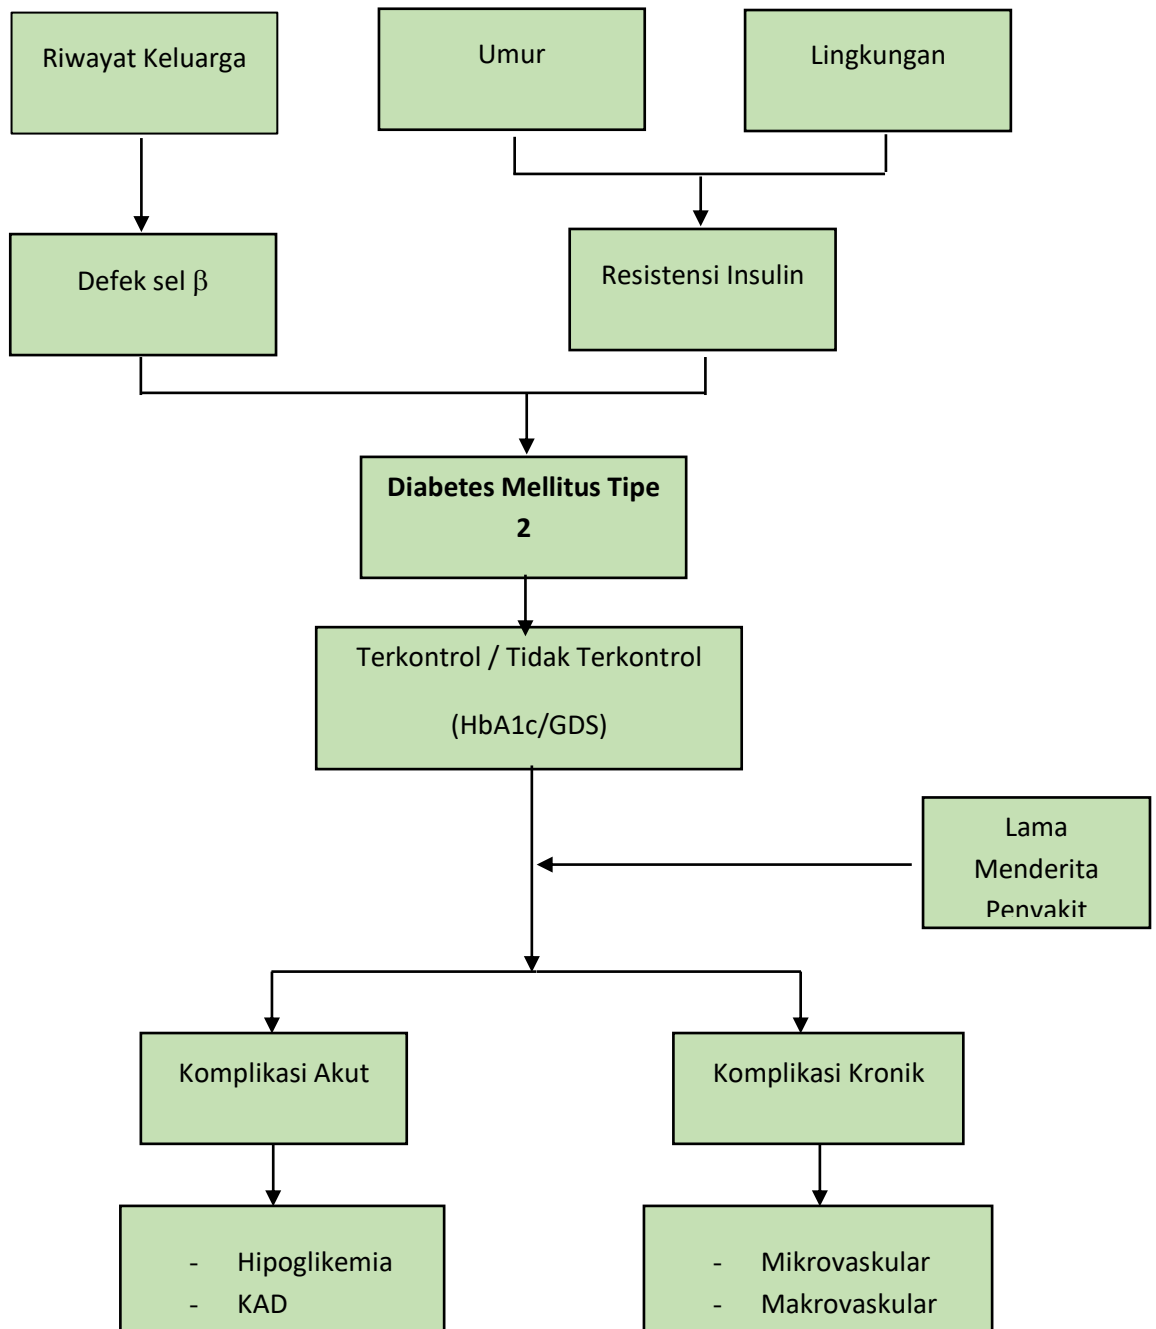 Riwayat Keluarga
Umur
Lingkungan
Defek sel β
Resistensi Insulin
Diabetes Mellitus Tipe
2
Terkontrol / Tidak Terkontrol
(HbA1c/GDS)
Lama
Menderita
Penyakit
Komplikasi Akut
Komplikasi Kronik
- Hipoglikemia
- KAD
- Mikrovaskular
- Makrovaskular